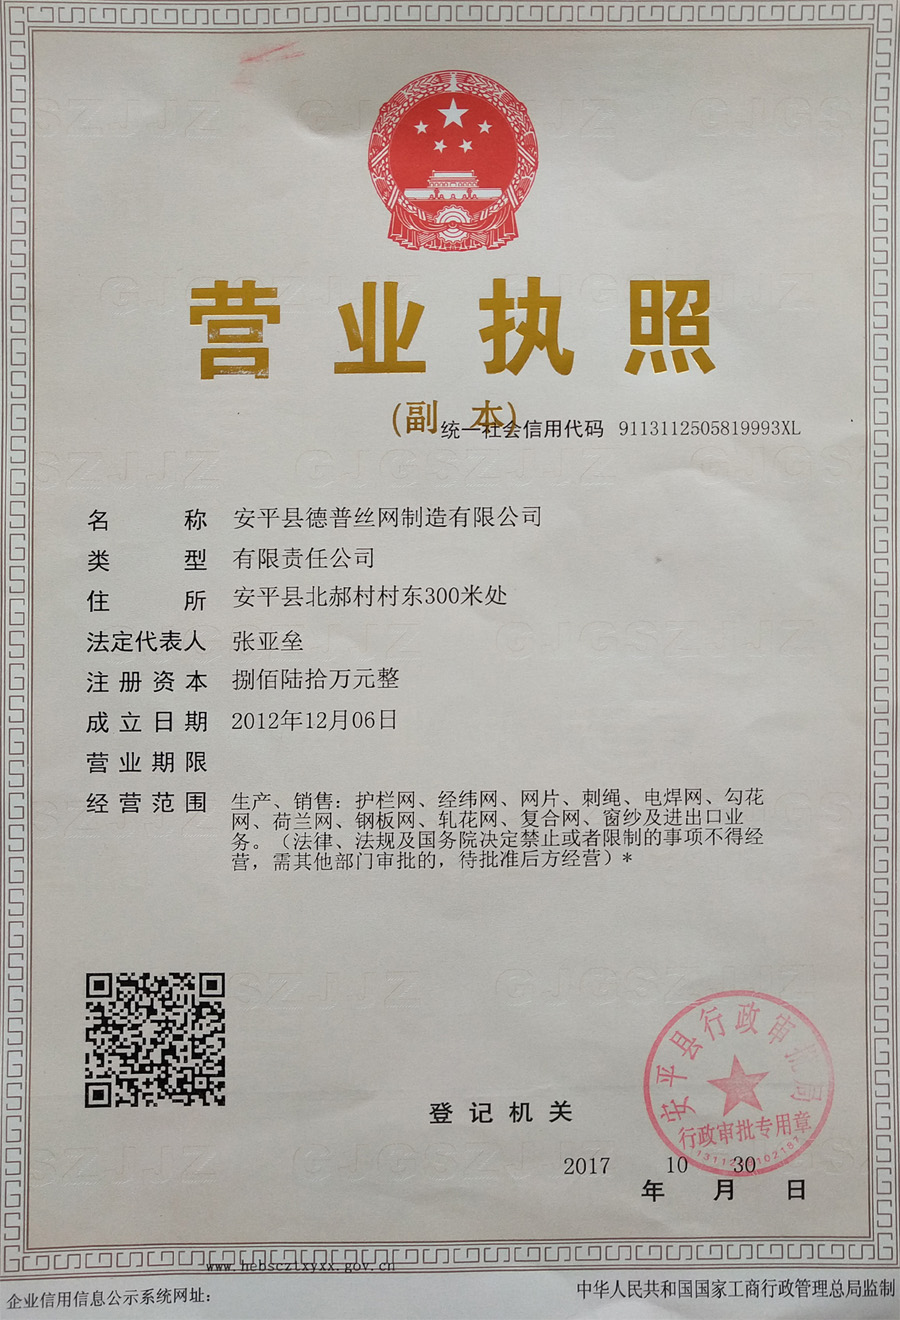 营业执照
(副 本)
统一社会信用代码 9113112505819993XL
名 称 安平县德普丝网制造有限公司
类 型 有限责任公司
住 所 安平县北郝村村东300米处
法定代表人 张亚垒
注册资本 捌佰陆拾万元整
成立日期 2012年12月06日
营业期限
经营范围 生产、销售：护栏网、经纬网、网片、刺绳、电焊网、勾花
网、荷兰网、钢板网、轧花网、复合网、窗纱及进出口业
务。（法律、法规及国务院决定禁止或者限制的事项不得经
营，需其他部门审批的，待批准后方经营）*
安平县行政审批局
行政审批专用章
登记机关
2017 10 30
年 月 日
www.hebscztxyxx.gov.cn
企业信用信息公示系统网址：
中华人民共和国国家工商行政管理总局监制